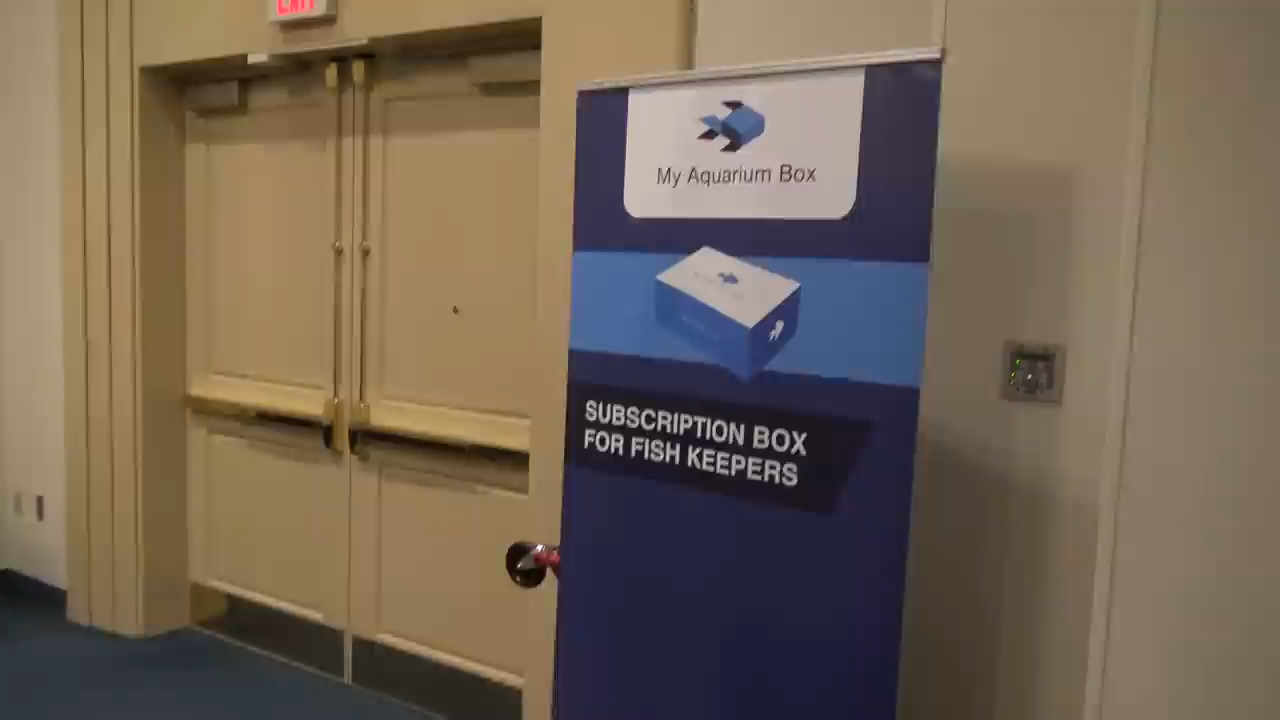 EXIT
My Aquarium Box
SUBSCRIPTION BOX
FOR FISH KEEPERS